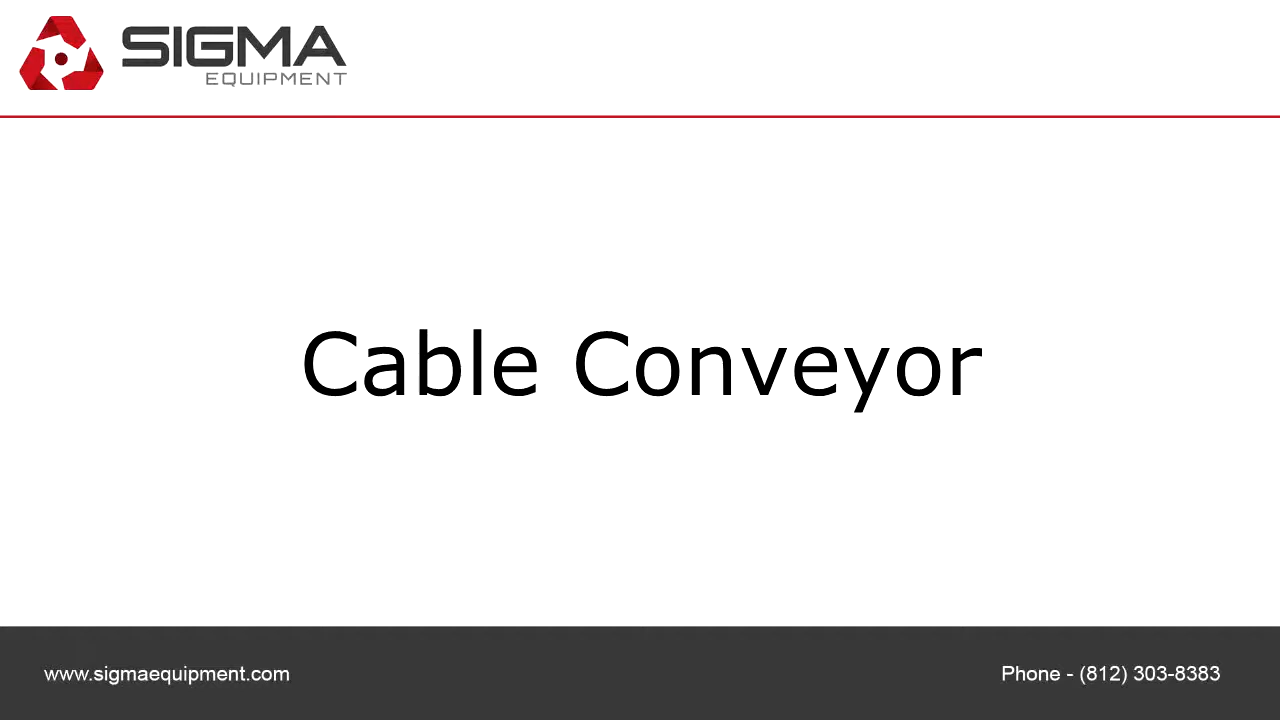 SIGMA
EQUIPMENT
Cable Conveyor
www.sigmaequipment.com
Phone - (812) 303-8383